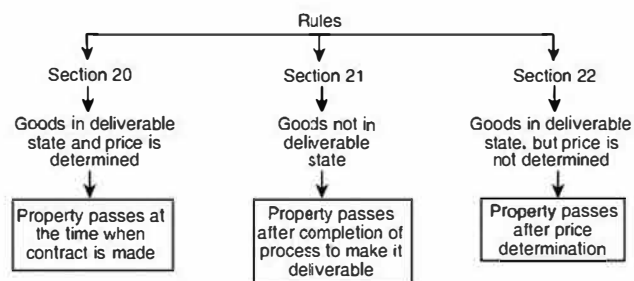 Rules
Section 20
Section 21
Section 22
Goods in deliverable
state and price is
determined
Goods not in
deliverable
state
Goods in deliverable
state, but price is
not determined
Property passes at
the time when
contract is made
Property passes
after completion of
process to make it
deliverable
Property passes
after price
determination